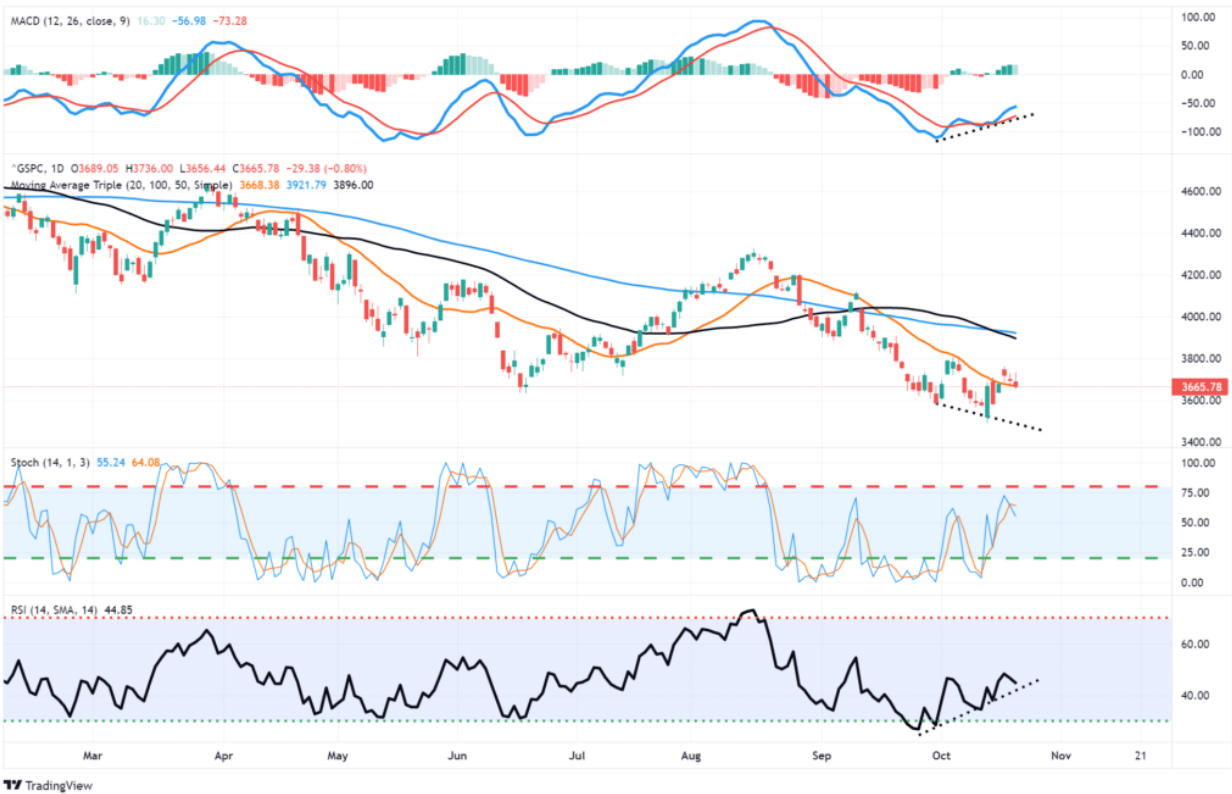 MACD (12, 26, close, 9) 16.30 −56.98 −73.28
100.00
50.00
0.00
−50.00
−100.00
^GSPC, 1D O3689.05 H3736.00 L3656.44 C3665.78 −29.38 (−0.80%)
Moving Average Triple (20, 100, 50, Simple) 3668.38 3921.79 3896.00
4600.00
4400.00
4200.00
4000.00
3800.00
3665.78
3600.00
3400.00
Stoch (14, 1, 3) 55.24 64.08
100.00
75.00
50.00
25.00
0.00
RSI (14, SMA, 14) 44.85
60.00
40.00
Mar Apr May Jun Jul Aug Sep Oct Nov 21
TradingView